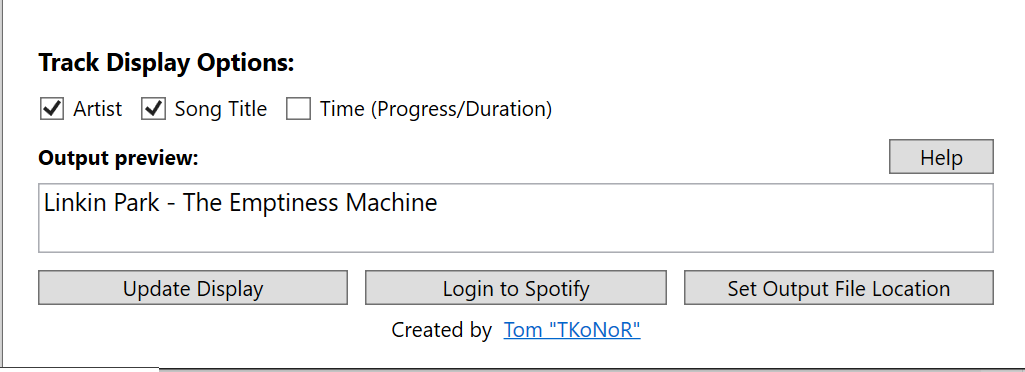 Track Display Options:
Artist Song Title Time (Progress/Duration)
Output preview:
Help
Linkin Park - The Emptiness Machine
Update Display Login to Spotify Set Output File Location
Created by Tom "TKoNoR"